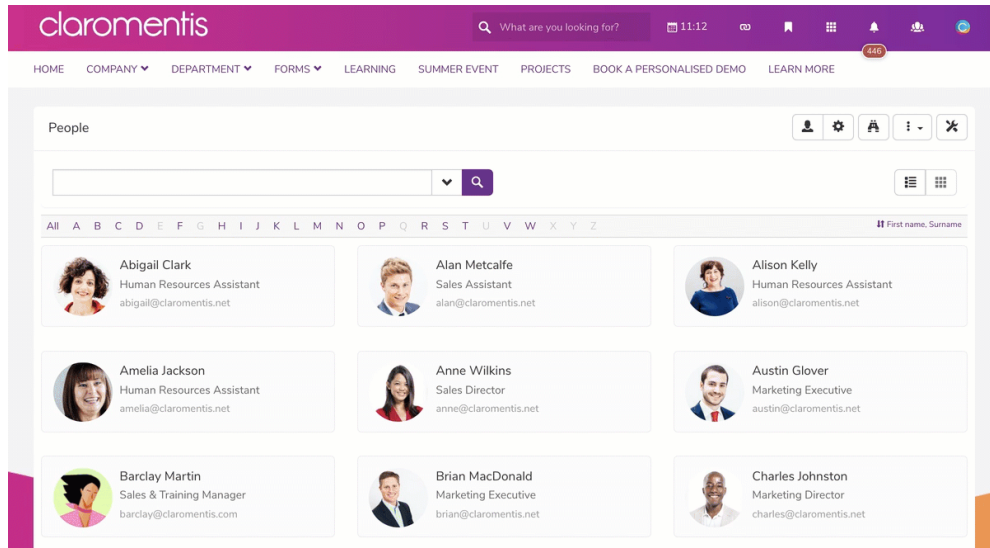 claromentis
What are you looking for?
11:12
446
HOME COMPANY DEPARTMENT FORMS LEARNING SUMMER EVENT PROJECTS BOOK A PERSONALISED DEMO LEARN MORE
People
All A B C D E F G H I J K L M N O P Q R S T U V W X Y Z
First name, Surname
Abigail Clark
Human Resources Assistant
abigail@claromentis.net
Alan Metcalfe
Sales Assistant
alan@claromentis.net
Alison Kelly
Human Resources Assistant
alison@claromentis.net
Amelia Jackson
Human Resources Assistant
amelia@claromentis.net
Anne Wilkins
Sales Director
anne@claromentis.net
Austin Glover
Marketing Executive
austin@claromentis.net
Barclay Martin
Sales & Training Manager
barclay@claromentis.com
Brian MacDonald
Marketing Executive
brian@claromentis.net
Charles Johnston
Marketing Director
charles@claromentis.net